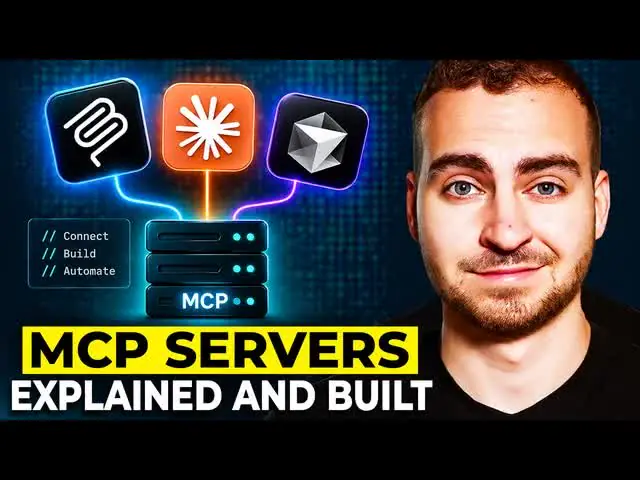 // Connect
// Build
// Automate
MCP
MCP SERVERS
EXPLAINED AND BUILT